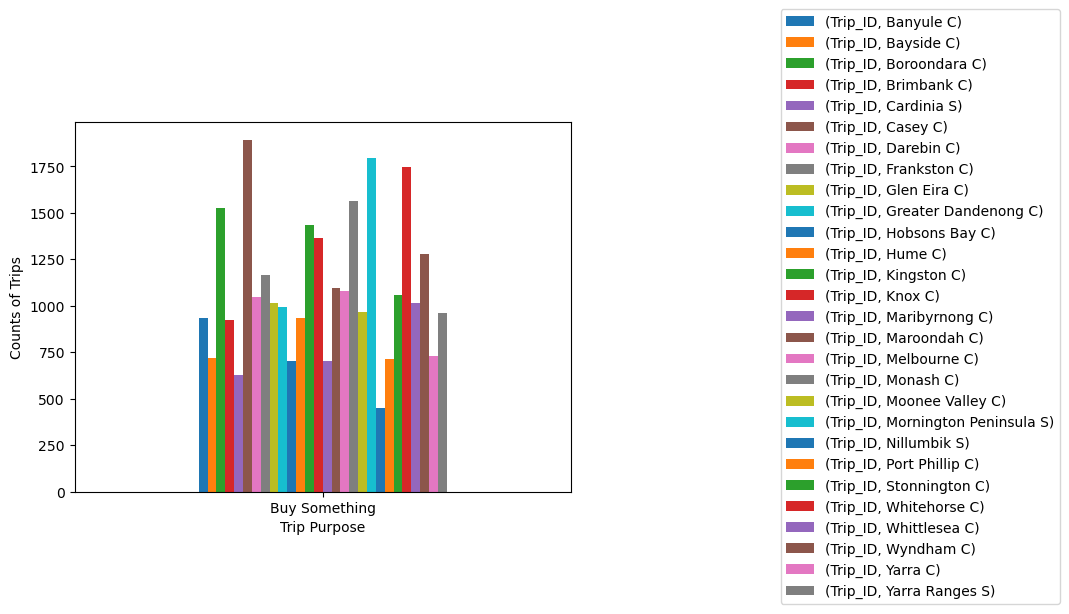 Counts of Trips
1750
1500
1250
1000
750
500
250
0
Buy Something
Trip Purpose
(Trip_ID, Banyule C)
(Trip_ID, Bayside C)
(Trip_ID, Boroondara C)
(Trip_ID, Brimbank C)
(Trip_ID, Cardinia S)
(Trip_ID, Casey C)
(Trip_ID, Darebin C)
(Trip_ID, Frankston C)
(Trip_ID, Glen Eira C)
(Trip_ID, Greater Dandenong C)
(Trip_ID, Hobsons Bay C)
(Trip_ID, Hume C)
(Trip_ID, Kingston C)
(Trip_ID, Knox C)
(Trip_ID, Maribyrnong C)
(Trip_ID, Maroondah C)
(Trip_ID, Melbourne C)
(Trip_ID, Monash C)
(Trip_ID, Moonee Valley C)
(Trip_ID, Mornington Peninsula S)
(Trip_ID, Nillumbik S)
(Trip_ID, Port Phillip C)
(Trip_ID, Stonnington C)
(Trip_ID, Whitehorse C)
(Trip_ID, Whittlesea C)
(Trip_ID, Wyndham C)
(Trip_ID, Yarra C)
(Trip_ID, Yarra Ranges S)